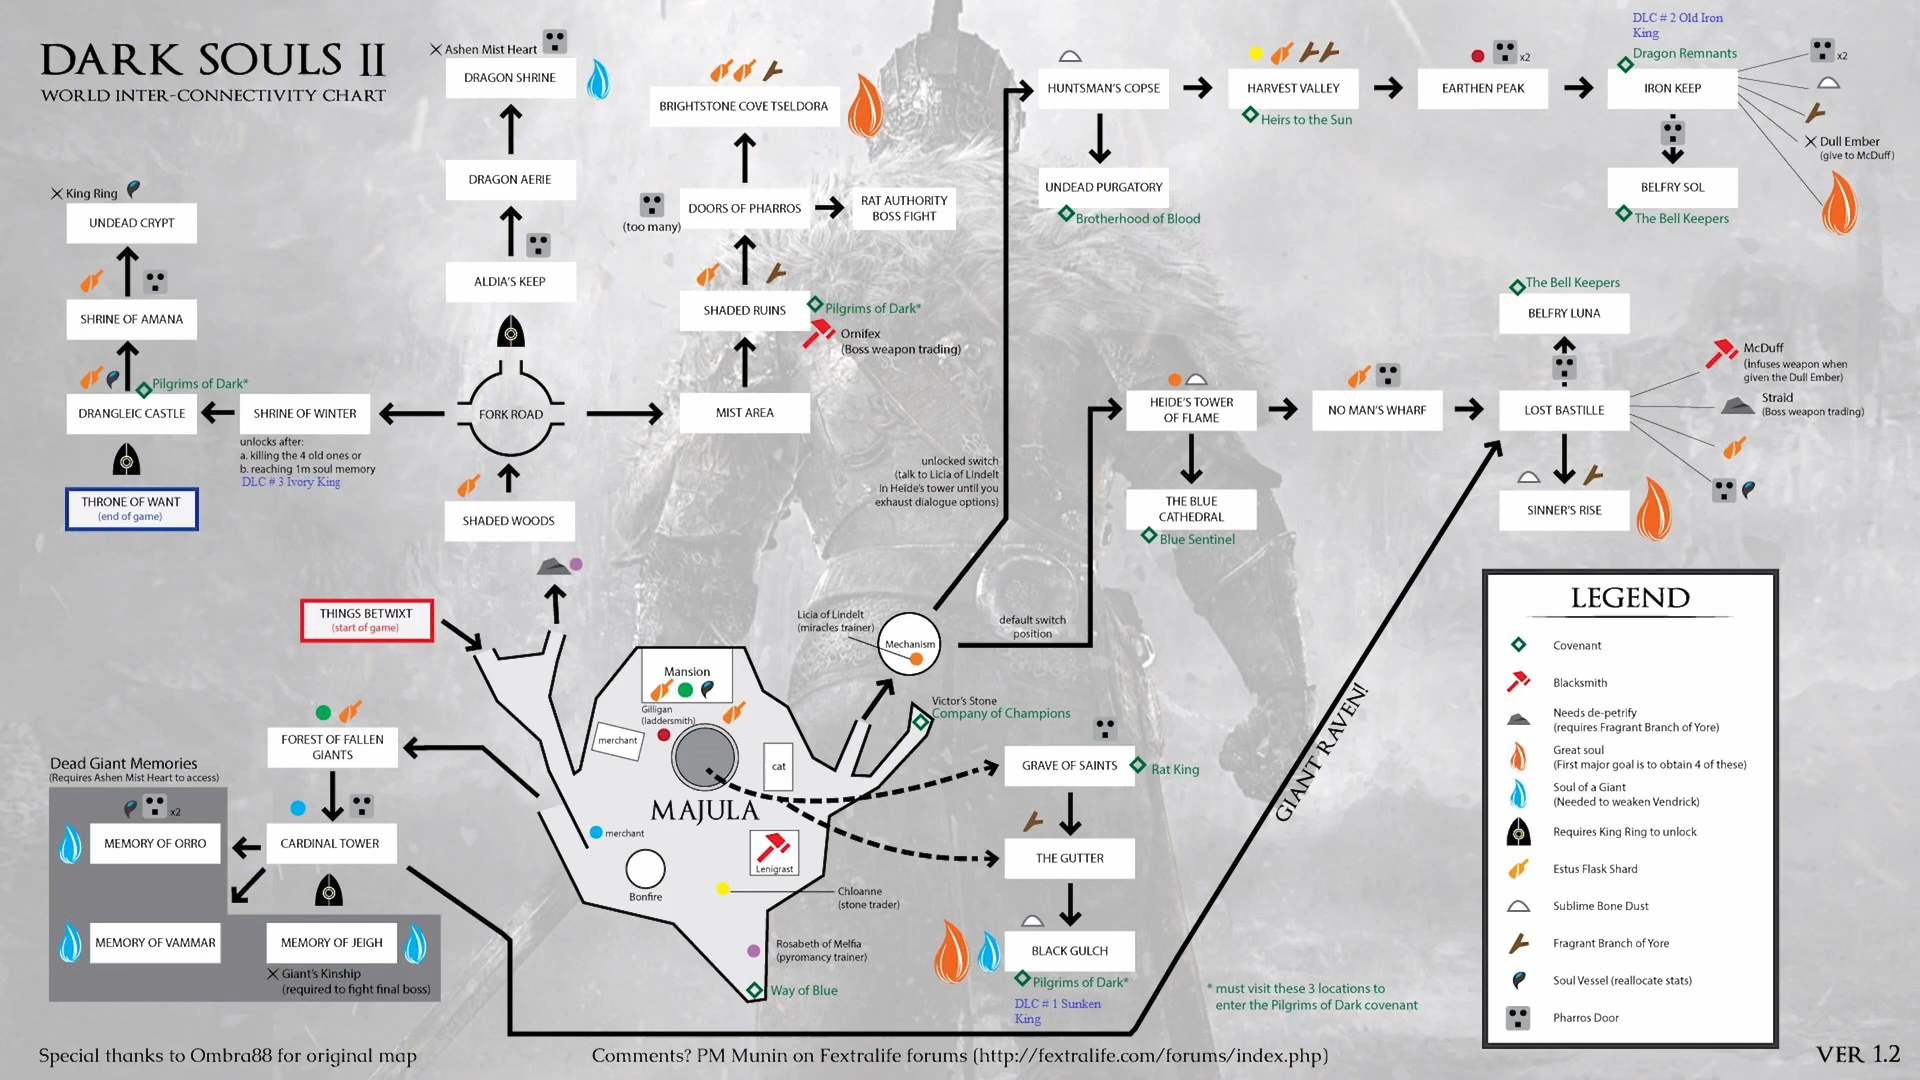 DARK SOULS II
WORLD INTER-CONNECTIVITY CHART
Ashen Mist Heart
DRAGON SHRINE
DRAGON AERIE
ALDIA'S KEEP
FORK ROAD
SHADED WOODS
King Ring
UNDEAD CRYPT
SHRINE OF AMANA
Pilgrims of Dark*
DRANGLEIC CASTLE
SHRINE OF WINTER
unlocks after:
a. killing the 4 old ones or
b. reaching 1m soul memory
DLC # 3 Ivory King
THRONE OF WANT
(end of game)
BRIGHTSTONE COVE TSELDORA
(too many)
DOORS OF PHARROS
RAT AUTHORITY
BOSS FIGHT
SHADED RUINS
Pilgrims of Dark*
Ornifex
(Boss weapon trading)
MIST AREA
HUNTSMAN'S COPSE
UNDEAD PURGATORY
Brotherhood of Blood
HARVEST VALLEY
Heirs to the Sun
x2
EARTHEN PEAK
DLC # 2 Old Iron
King
Dragon Remnants
IRON KEEP
x2
Dull Ember
(give to McDuff)
BELFRY SOL
The Bell Keepers
The Bell Keepers
BELFRY LUNA
HEIDE'S TOWER
OF FLAME
NO MAN'S WHARF
LOST BASTILLE
McDuff
(infuses weapon when
given the Dull Ember)
Straid
(Boss weapon trading)
THE BLUE
CATHEDRAL
Blue Sentinel
SINNER'S RISE
unlocked switch
(talk to Licia of Lindelt
in Heide's tower until you
exhaust dialogue options)
THINGS BETWIXT
(start of game)
Licia of Lindelt
(miracles trainer)
Mechanism
default switch
position
Mansion
Gilligan
(laddersmith)
merchant
cat
Victor's Stone
Company of Champions
MAJULA
merchant
Bonfire
Lenigrast
Chloanne
(stone trader)
Rosabeth of Melfia
(pyromancy trainer)
Way of Blue
FOREST OF FALLEN
GIANTS
Dead Giant Memories
(Requires Ashen Mist Heart to access)
x2
MEMORY OF ORRO
CARDINAL TOWER
MEMORY OF VAMMAR
MEMORY OF JEIGH
Giant's Kinship
(required to fight final boss)
GRAVE OF SAINTS
Rat King
THE GUTTER
BLACK GULCH
Pilgrims of Dark*
DLC # 1 Sunken
King
GIANT RAVEN!
* must visit these 3 locations to
enter the Pilgrims of Dark covenant
LEGEND
Covenant
Blacksmith
Needs de-petrify
(requires Fragrant Branch of Yore)
Great soul
(First major goal is to obtain 4 of these)
Soul of a Giant
(Needed to weaken Vendrick)
Requires King Ring to unlock
Estus Flask Shard
Sublime Bone Dust
Fragrant Branch of Yore
Soul Vessel (reallocate stats)
Pharros Door
Special thanks to Ombra88 for original map
Comments? PM Munin on Fextralife forums (http://fextralife.com/forums/index.php)
VER 1.2